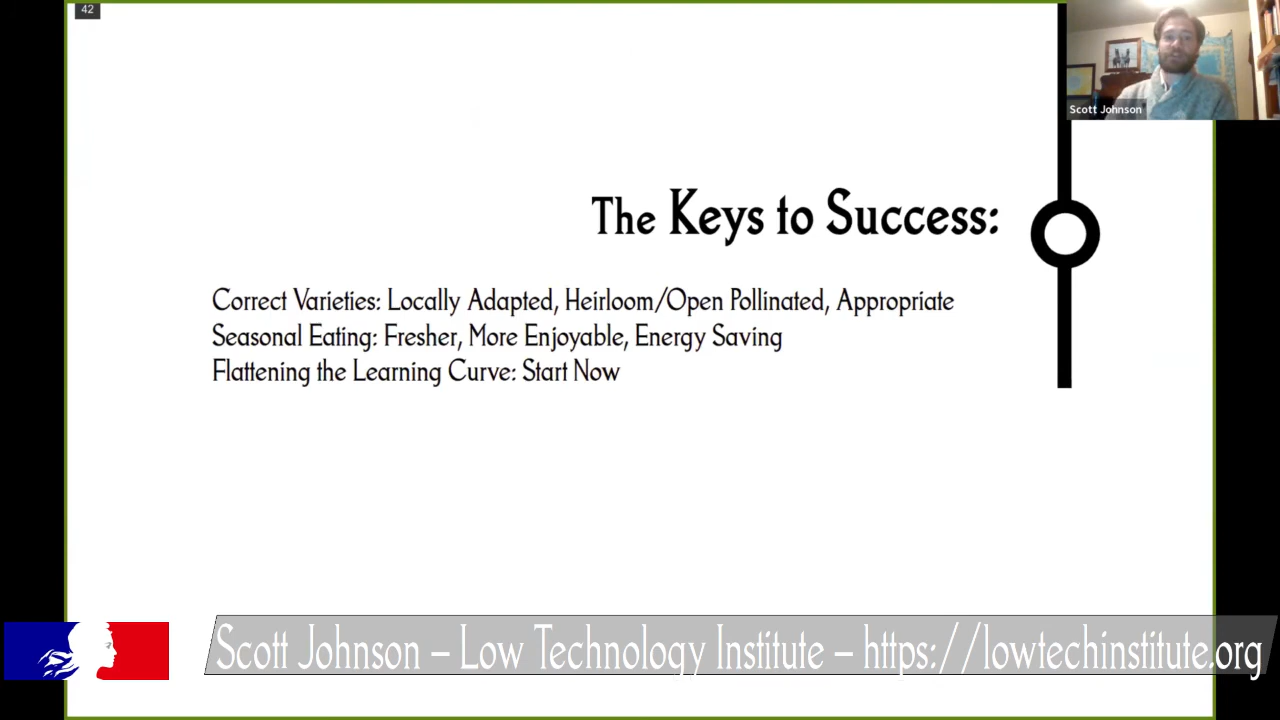 42
Scott Johnson
The Keys to Success:
Correct Varieties: Locally Adapted, Heirloom/Open Pollinated, Appropriate
Seasonal Eating: Fresher, More Enjoyable, Energy Saving
Flattening the Learning Curve: Start Now
Scott Johnson – Low Technology Institute – https://lowtechinstitute.org